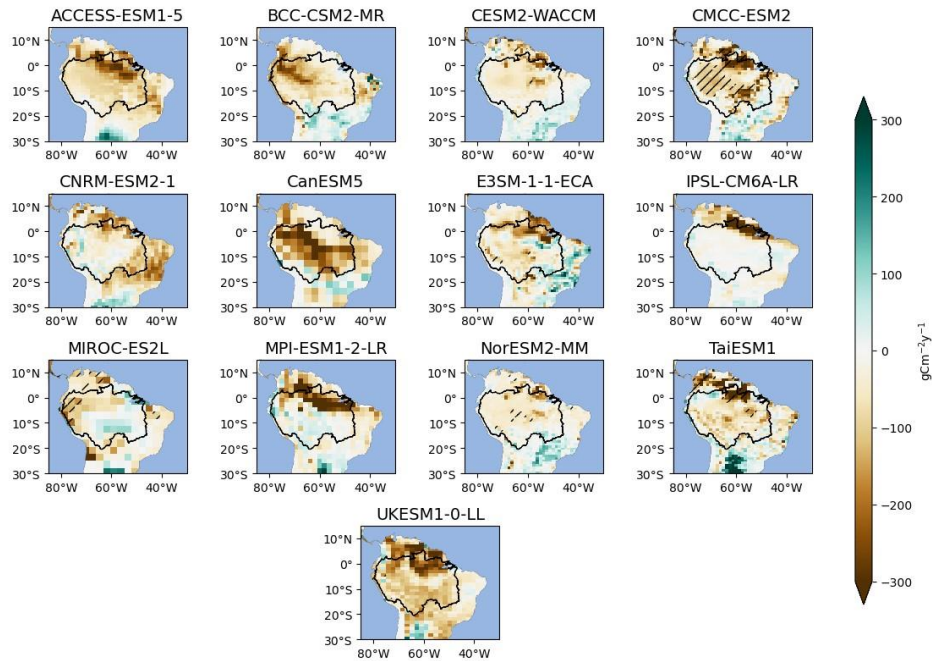 ACCESS-ESM1-5 BCC-CSM2-MR CESM2-WACCM CMCC-ESM2
10°N 10°N 10°N 10°N
0° 0° 0° 0°
10°S 10°S 10°S 10°S
20°S 20°S 20°S 20°S
30°S 30°S 30°S 30°S
80°W 60°W 40°W 80°W 60°W 40°W 80°W 60°W 40°W 80°W 60°W 40°W
CNRM-ESM2-1 CanESM5 E3SM-1-1-ECA IPSL-CM6A-LR
10°N 10°N 10°N 10°N
0° 0° 0° 0°
10°S 10°S 10°S 10°S
20°S 20°S 20°S 20°S
30°S 30°S 30°S 30°S
80°W 60°W 40°W 80°W 60°W 40°W 80°W 60°W 40°W 80°W 60°W 40°W
MIROC-ES2L MPI-ESM1-2-LR NorESM2-MM TaiESM1
10°N 10°N 10°N 10°N
0° 0° 0° 0°
10°S 10°S 10°S 10°S
20°S 20°S 20°S 20°S
30°S 30°S 30°S 30°S
80°W 60°W 40°W 80°W 60°W 40°W 80°W 60°W 40°W 80°W 60°W 40°W
UKESM1-0-LL
10°N
0°
10°S
20°S
30°S
80°W 60°W 40°W
300
200
100
0
−100
−200
−300
gCm⁻²y⁻¹